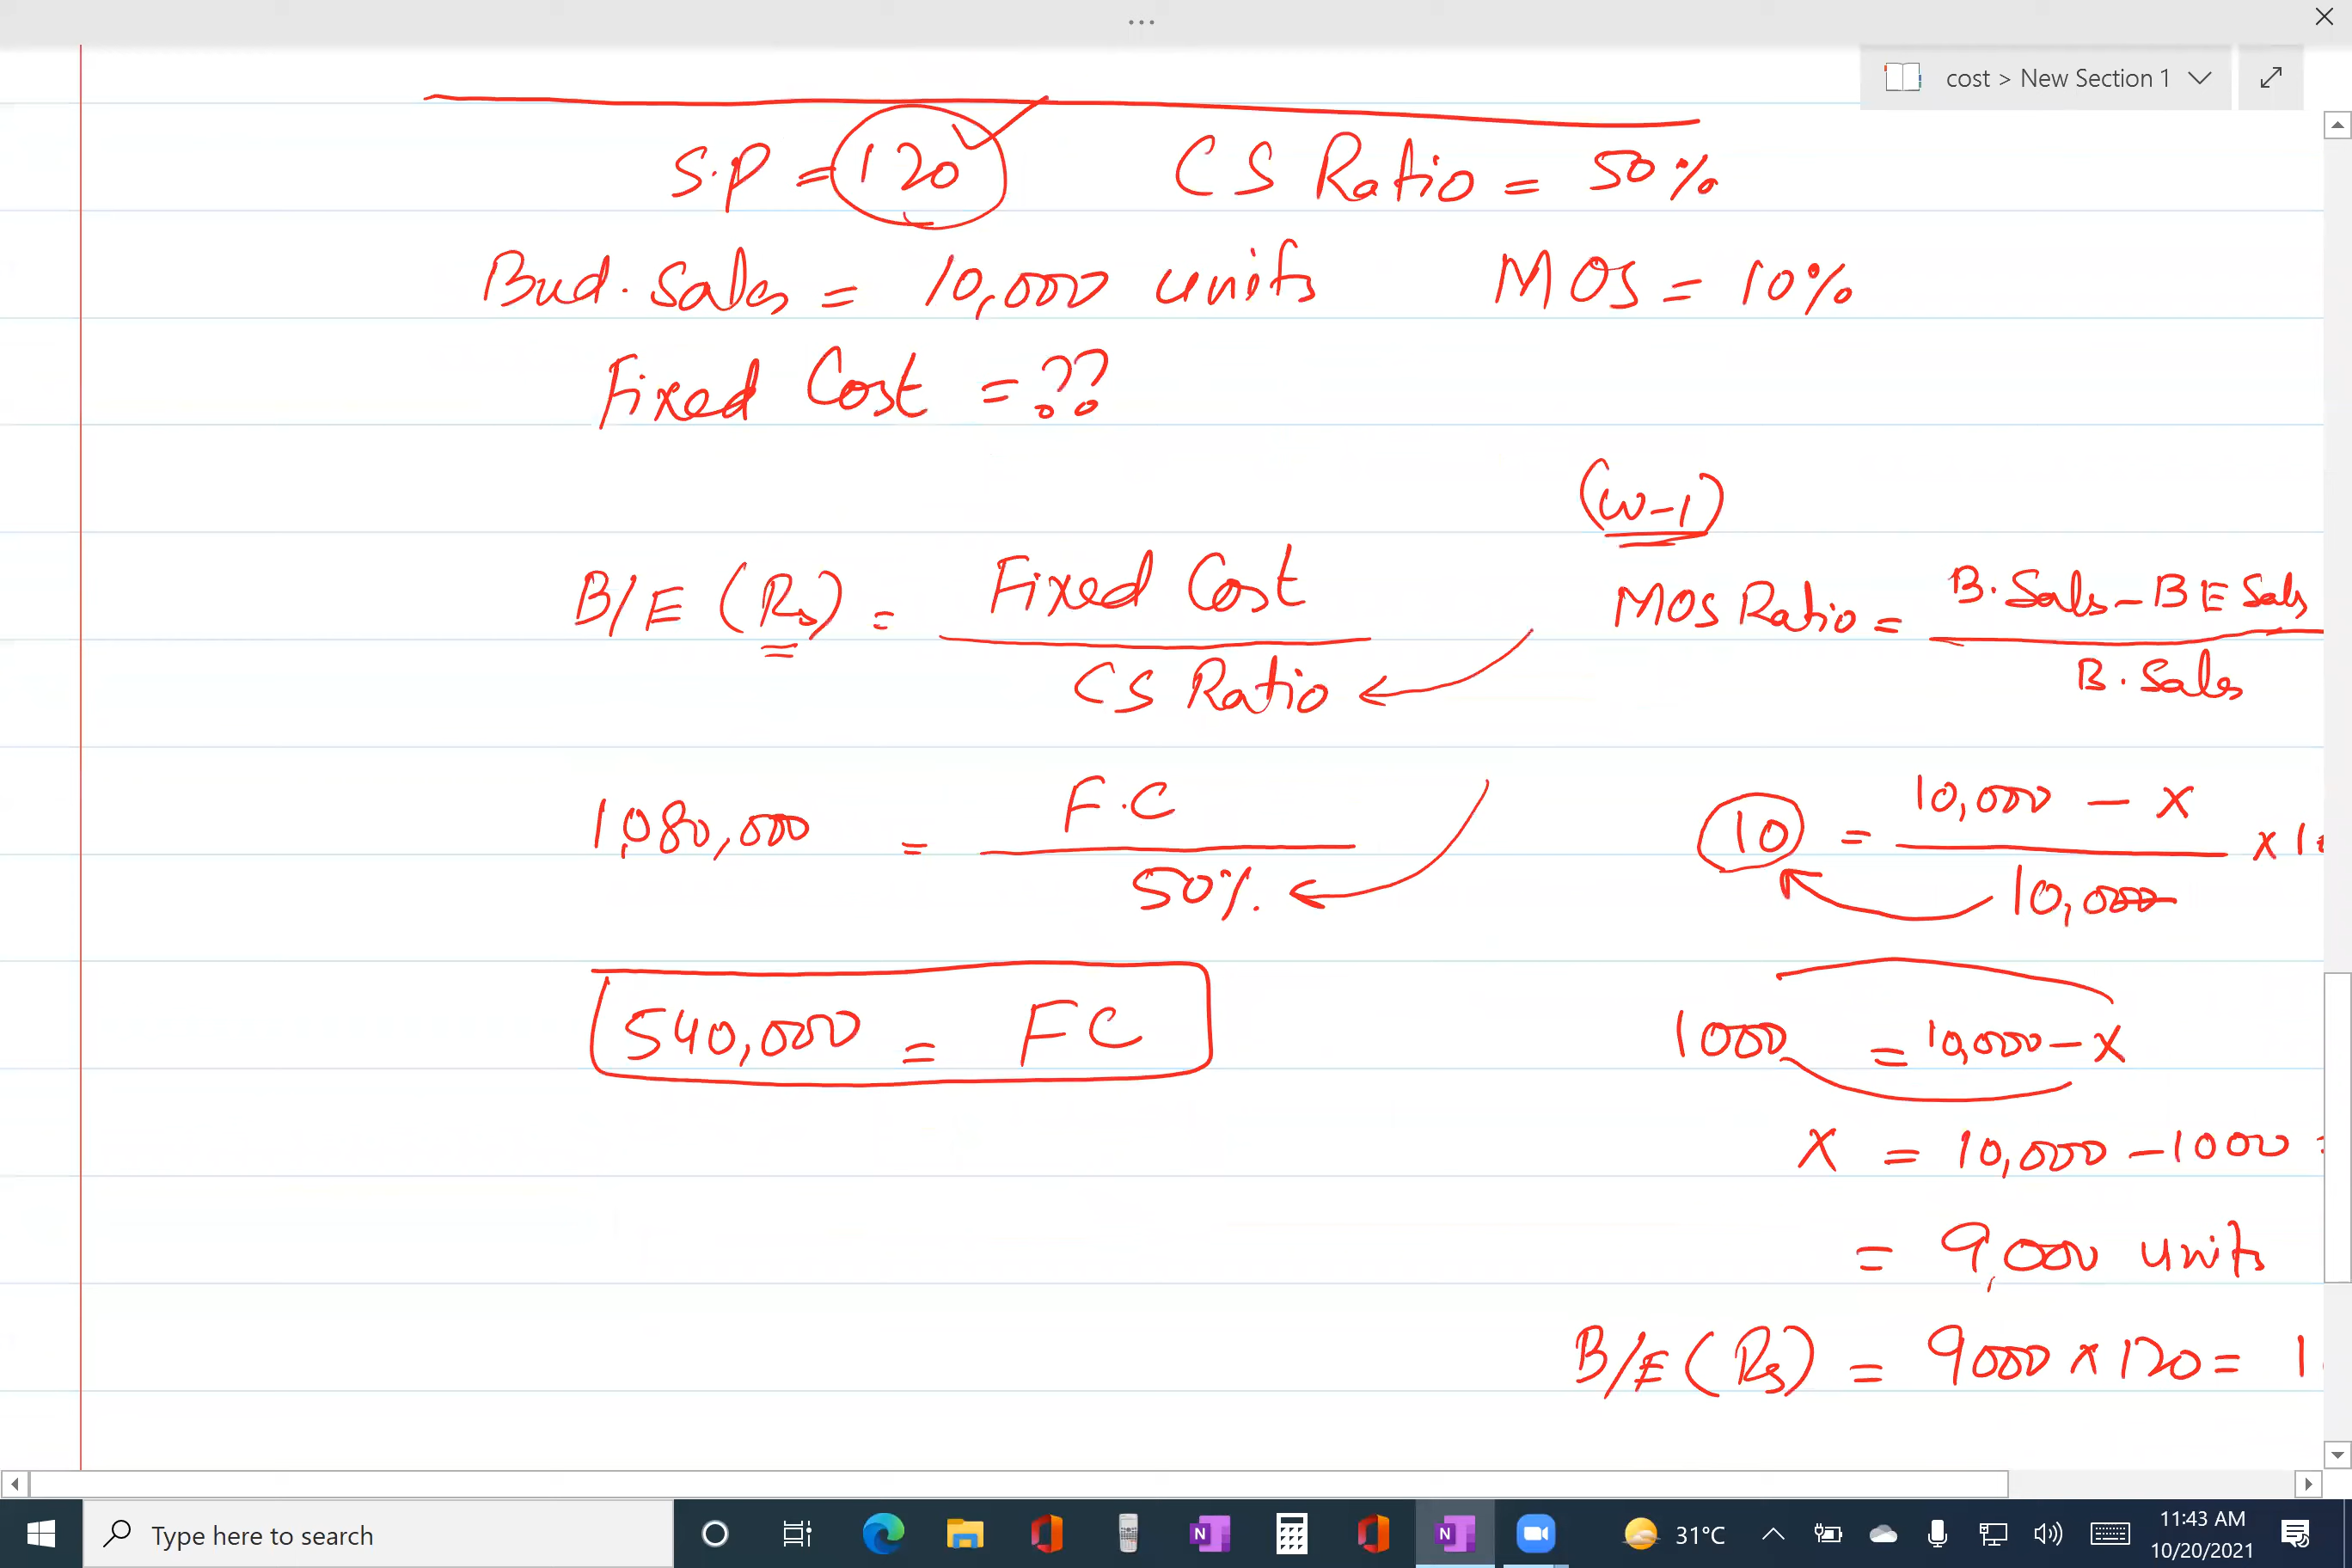 ...
cost > New Section 1
S.P = 120 CS Ratio = 50%
Bud. Sales = 10,000 units MOS = 10%
Fixed Cost = ??
(W-1)
B/E (Rs) = Fixed Cost
CS Ratio
MOS Ratio = B. Sales - BE Sales
B. Sales
1,080,000 = F.C
50%
10 = 10,000 - X
10,000
540,000 = FC
1000 = 10,000 - X
X = 10,000 - 1000 =
= 9,000 units
B/E (Rs) = 9000 x 120 = 1
Type here to search
31°C
11:43 AM
10/20/2021